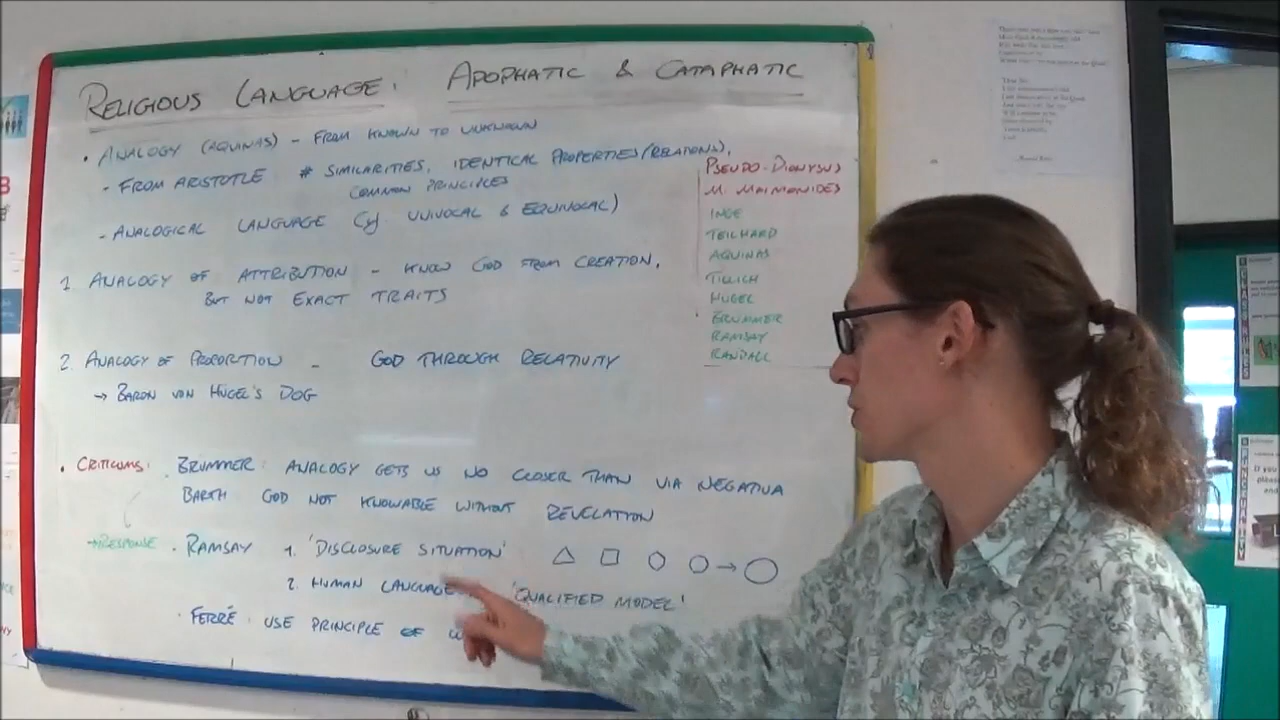 RELIGIOUS LANGUAGE: APOPHATIC & CATAPHATIC
• ANALOGY (AQUINAS) - FROM KNOWN TO UNKNOWN
- FROM ARISTOTLE # SIMILARITIES, IDENTICAL PROPERTIES/(RELATIONS),
COMMON PRINCIPLES
- ANALOGICAL LANGUAGE (cf UNIVOCAL & EQUIVOCAL)
1 ANALOGY OF ATTRIBUTION - KNOW GOD FROM CREATION,
BUT NOT EXACT TRAITS
2. ANALOGY OF PROPORTION - GOD THROUGH RELATIVITY
→ BARON VON HÜGEL'S DOG
• CRITICISMS: • BRÜMMER: ANALOGY GETS US NO CLOSER THAN VIA NEGATIVA
BARTH GOD NOT KNOWABLE WITHOUT REVELATION
→ RESPONSE • RAMSAY 1. 'DISCLOSURE SITUATION'
2. HUMAN LANGUAGE 'QUALIFIED MODEL'
• FERRÉ: USE PRINCIPLE OF
PSEUDO-DIONYSUS
M. MAIMONIDES
INGE
TEILHARD
AQUINAS
TILLICH
HUGEL
BRUMMER
RAMSAY
RANDALL